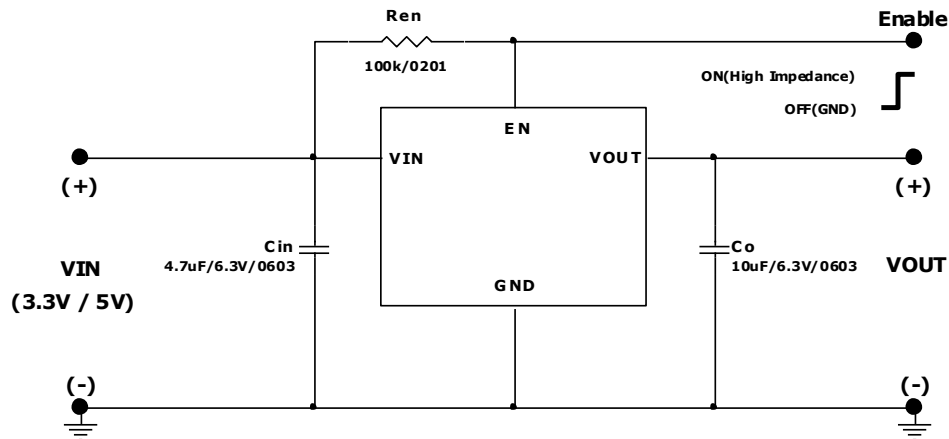 Ren
100k/0201
Enable
ON(High Impedance)
OFF(GND)
EN
VIN
VOUT
(+)
(+)
Cin
4.7uF/6.3V/0603
Co
10uF/6.3V/0603
VIN
(3.3V / 5V)
VOUT
GND
(-)
(-)